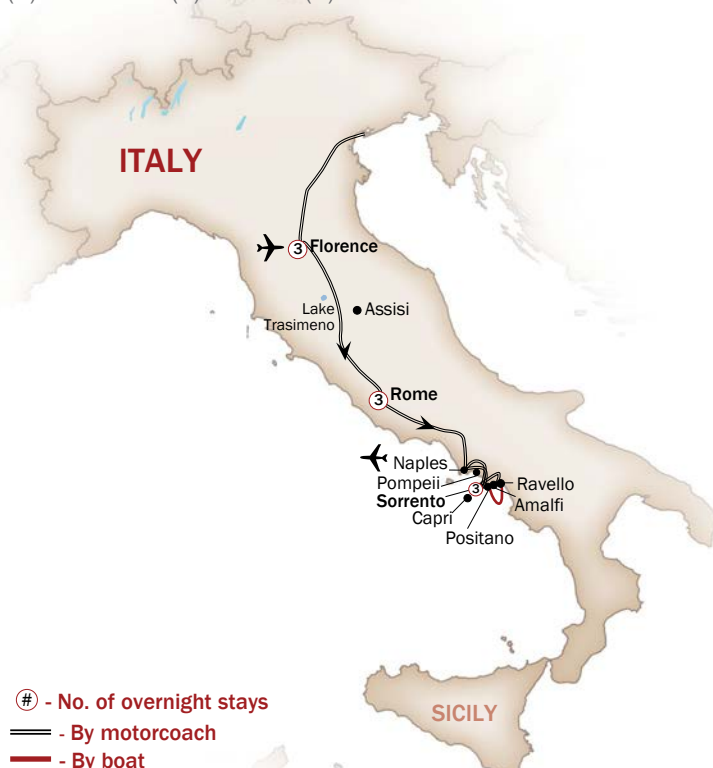 ITALY
3 Florence
Lake
Trasimeno
Assisi
3 Rome
Naples
Pompeii
Sorrento 3
Capri
Ravello
Amalfi
Positano
SICILY
# - No. of overnight stays
- By motorcoach
- By boat